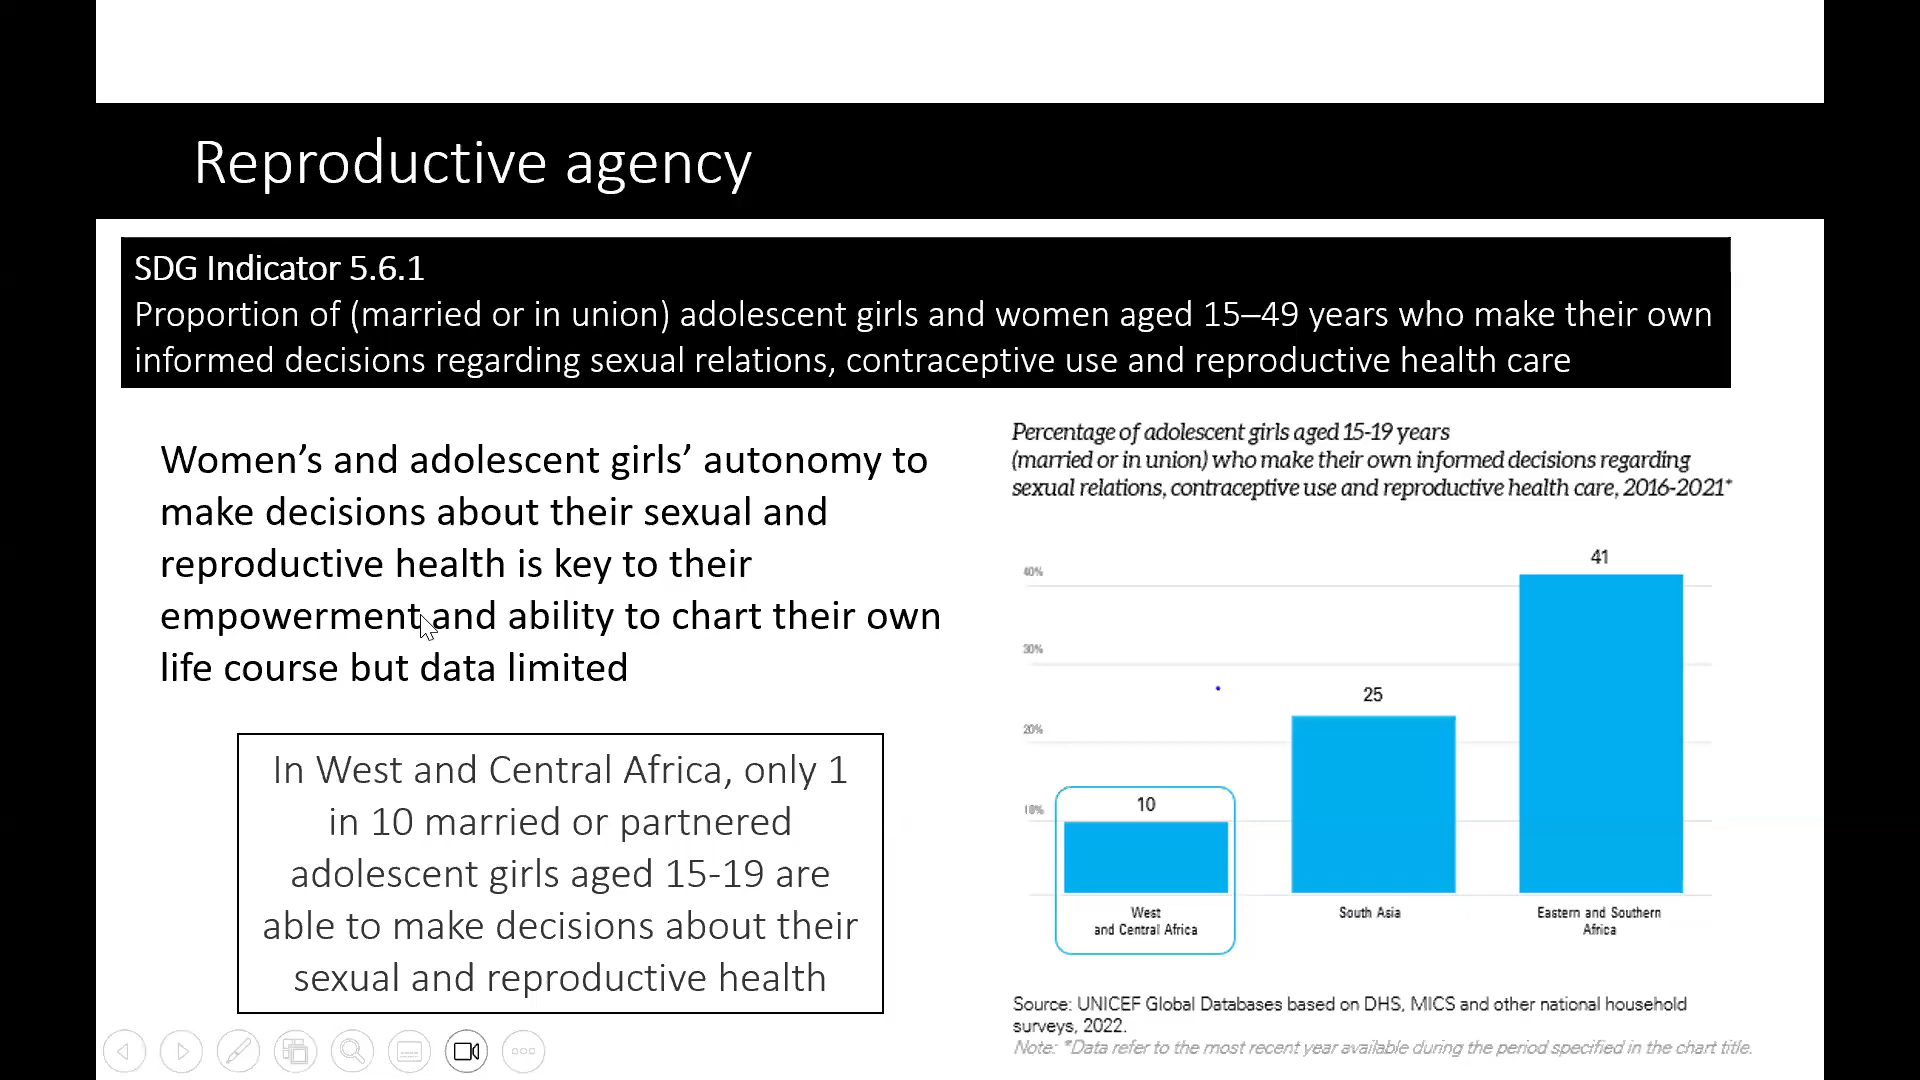 Reproductive agency
SDG Indicator 5.6.1
Proportion of (married or in union) adolescent girls and women aged 15–49 years who make their own
informed decisions regarding sexual relations, contraceptive use and reproductive health care
Women’s and adolescent girls’ autonomy to
make decisions about their sexual and
reproductive health is key to their
empowerment and ability to chart their own
life course but data limited
In West and Central Africa, only 1
in 10 married or partnered
adolescent girls aged 15-19 are
able to make decisions about their
sexual and reproductive health
Percentage of adolescent girls aged 15-19 years
(married or in union) who make their own informed decisions regarding
sexual relations, contraceptive use and reproductive health care, 2016-2021*
40%
30%
20%
10%
10
25
41
West
and Central Africa
South Asia
Eastern and Southern
Africa
Source: UNICEF Global Databases based on DHS, MICS and other national household
surveys, 2022.
Note: *Data refer to the most recent year available during the period specified in the chart title.